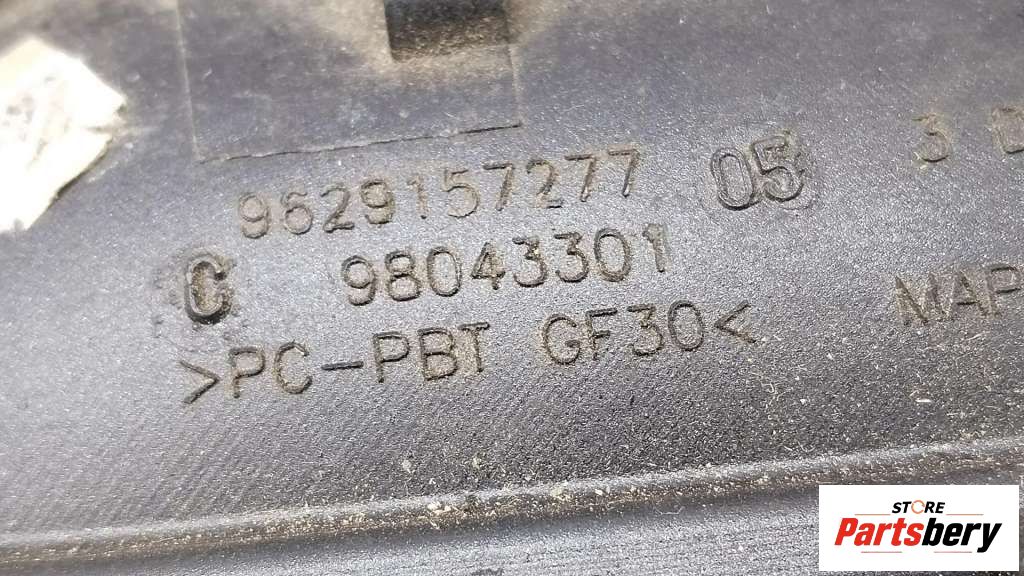 9629157277 05 3
C 98043301
>PC-PBT GF30< MAP
STORE
Partsbery